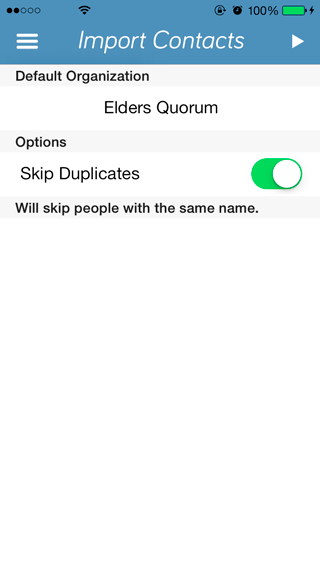 100%
Import Contacts
Default Organization
Elders Quorum
Options
Skip Duplicates
Will skip people with the same name.